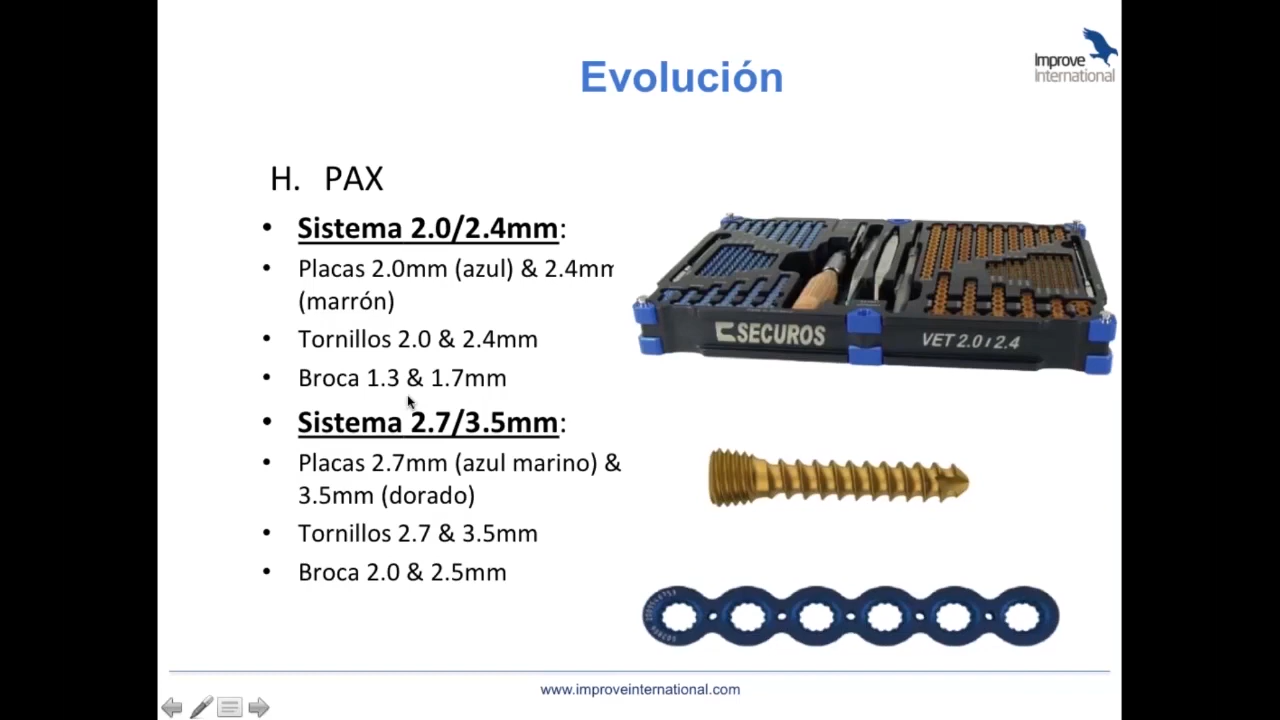 Evolución
Improve
International
H. PAX
• Sistema 2.0/2.4mm:
• Placas 2.0mm (azul) & 2.4mm
(marrón)
• Tornillos 2.0 & 2.4mm
• Broca 1.3 & 1.7mm
• Sistema 2.7/3.5mm:
• Placas 2.7mm (azul marino) &
3.5mm (dorado)
• Tornillos 2.7 & 3.5mm
• Broca 2.0 & 2.5mm
SECUROS
VET 2.0 / 2.4
www.improveinternational.com